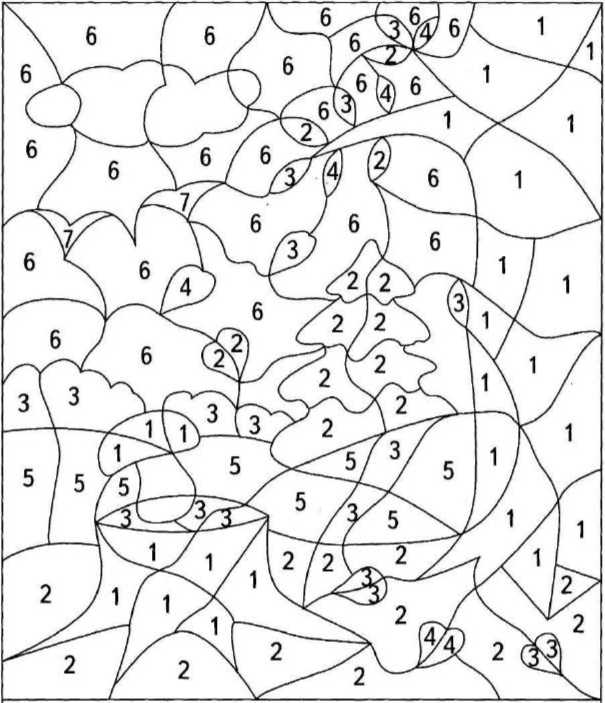 6 6 6 3 6 4 6 1
6 6 2 1
6 6 6 4 6 1
6 3 1 1
6 6 6 6 2 2 6 1
3 4 6 1
7 6 6
7 3 6
6 6 4 1 1
6 2 2
6 2 2 3 1
6 2 2 2 2 1 1
3 3 3 3 2 1
1 1 2 1
1 5 5 3 5 1
5 5 5 5
3 3 3 3 5 1 1
1 1 2 2 2 1
2 1 1 1 3 3 2 2
1 4 4 2
2 2 2 2 2 3 3